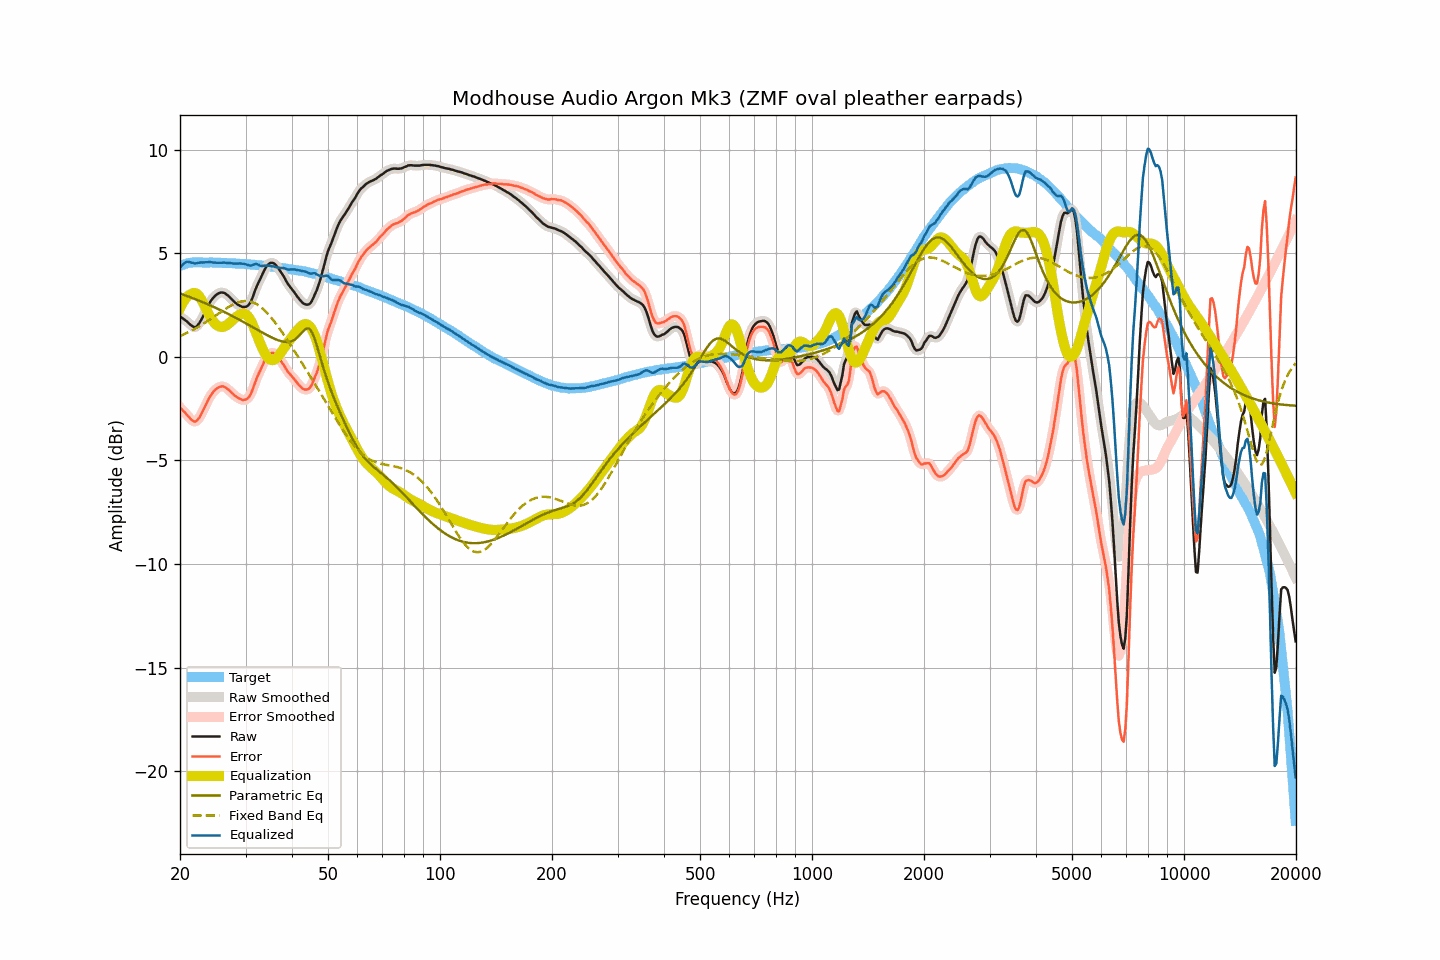 Modhouse Audio Argon Mk3 (ZMF oval pleather earpads)
Amplitude (dBr)
10
5
0
−5
−10
−15
−20
Target
Raw Smoothed
Error Smoothed
Raw
Error
Equalization
Parametric Eq
Fixed Band Eq
Equalized
20 50 100 200 500 1000 2000 5000 10000 20000
Frequency (Hz)